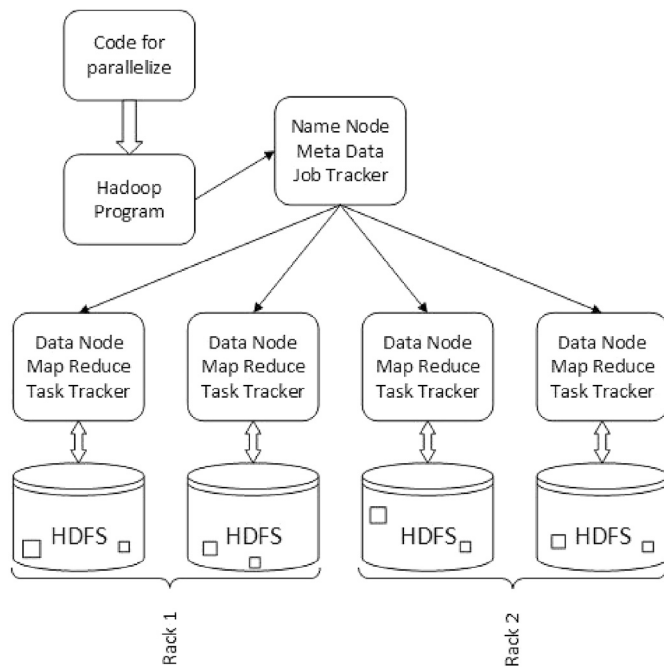 Code for
parallelize
Hadoop
Program
Name Node
Meta Data
Job Tracker
Data Node
Map Reduce
Task Tracker
Data Node
Map Reduce
Task Tracker
Data Node
Map Reduce
Task Tracker
Data Node
Map Reduce
Task Tracker
HDFS
HDFS
HDFS
HDFS
Rack 1
Rack 2